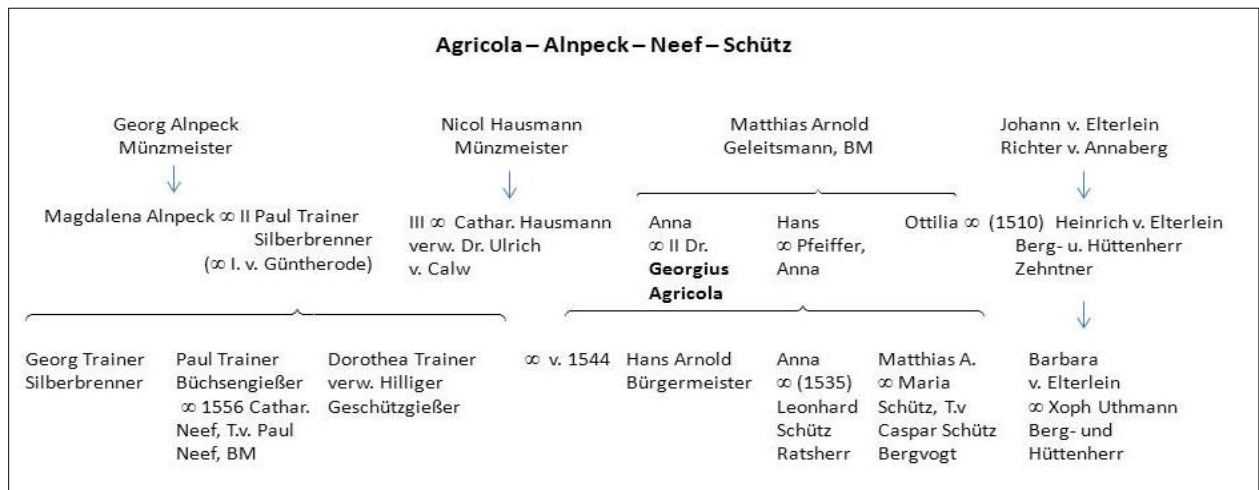 Agricola – Alnpeck – Neef – Schütz
Georg Alnpeck
Münzmeister
Nicol Hausmann
Münzmeister
Matthias Arnold
Geleitsmann, BM
Johann v. Elterlein
Richter v. Annaberg
Magdalena Alnpeck ∞ II Paul Trainer
Silberbrenner
(∞ I. v. Güntherode)
III ∞ Cathar. Hausmann
verw. Dr. Ulrich
v. Calw
Anna
∞ II Dr.
Georgius
Agricola
Hans
∞ Pfeiffer,
Anna
Ottilia ∞ (1510) Heinrich v. Elterlein
Berg- u. Hüttenherr
Zehntner
Georg Trainer
Silberbrenner
Paul Trainer
Büchsengießer
∞ 1556 Cathar.
Neef, T.v. Paul
Neef, BM
Dorothea Trainer
verw. Hilliger
Geschützgießer
∞ v. 1544
Hans Arnold
Bürgermeister
Anna
∞ (1535)
Leonhard
Schütz
Ratsherr
Matthias A.
∞ Maria
Schütz, T.v
Caspar Schütz
Bergvogt
Barbara
v. Elterlein
∞ Xoph Uthmann
Berg- und
Hüttenherr